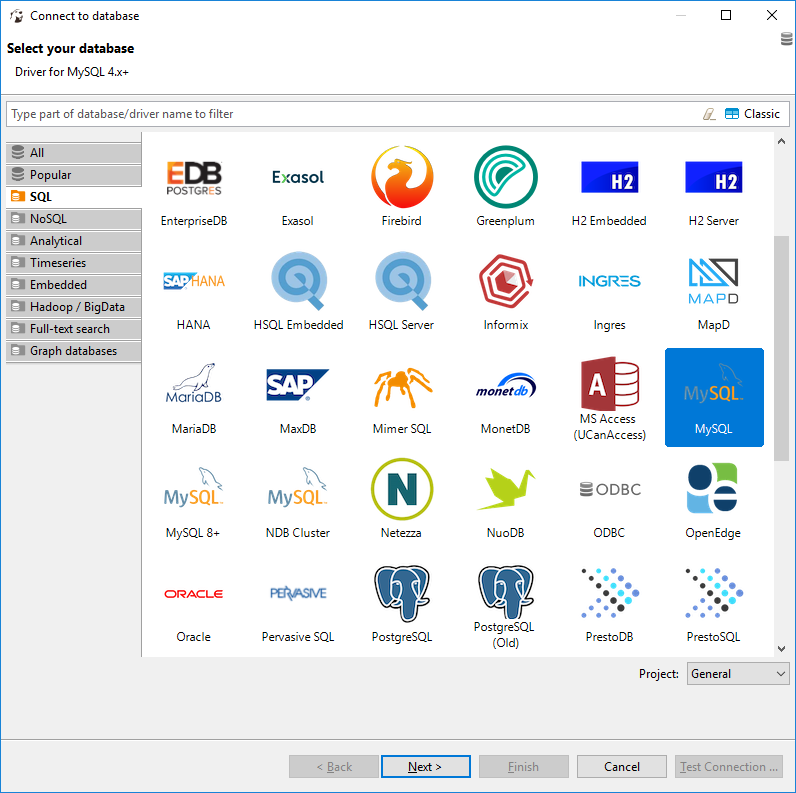 Connect to database
Select your database
Driver for MySQL 4.x+
Type part of database/driver name to filter
Classic
All
Popular
SQL
NoSQL
Analytical
Timeseries
Embedded
Hadoop / BigData
Full-text search
Graph databases
EDB
POSTGRES
EnterpriseDB
Exasol
Exasol
Firebird
Greenplum
H2
H2 Embedded
H2
H2 Server
SAP HANA
HANA
HSQL Embedded
HSQL Server
Informix
INGRES
Ingres
MAPD
MapD
MariaDB
MariaDB
SAP
MaxDB
Mimer SQL
monetdb
MonetDB
A
MS Access
(UCanAccess)
MySQL
MySQL
MySQL
MySQL 8+
MySQL
NDB Cluster
N
Netezza
NuoDB
ODBC
ODBC
OpenEdge
ORACLE
Oracle
PERVASIVE
Pervasive SQL
PostgreSQL
PostgreSQL
(Old)
PrestoDB
PrestoSQL
Project:
General
< Back
Next >
Finish
Cancel
Test Connection ...